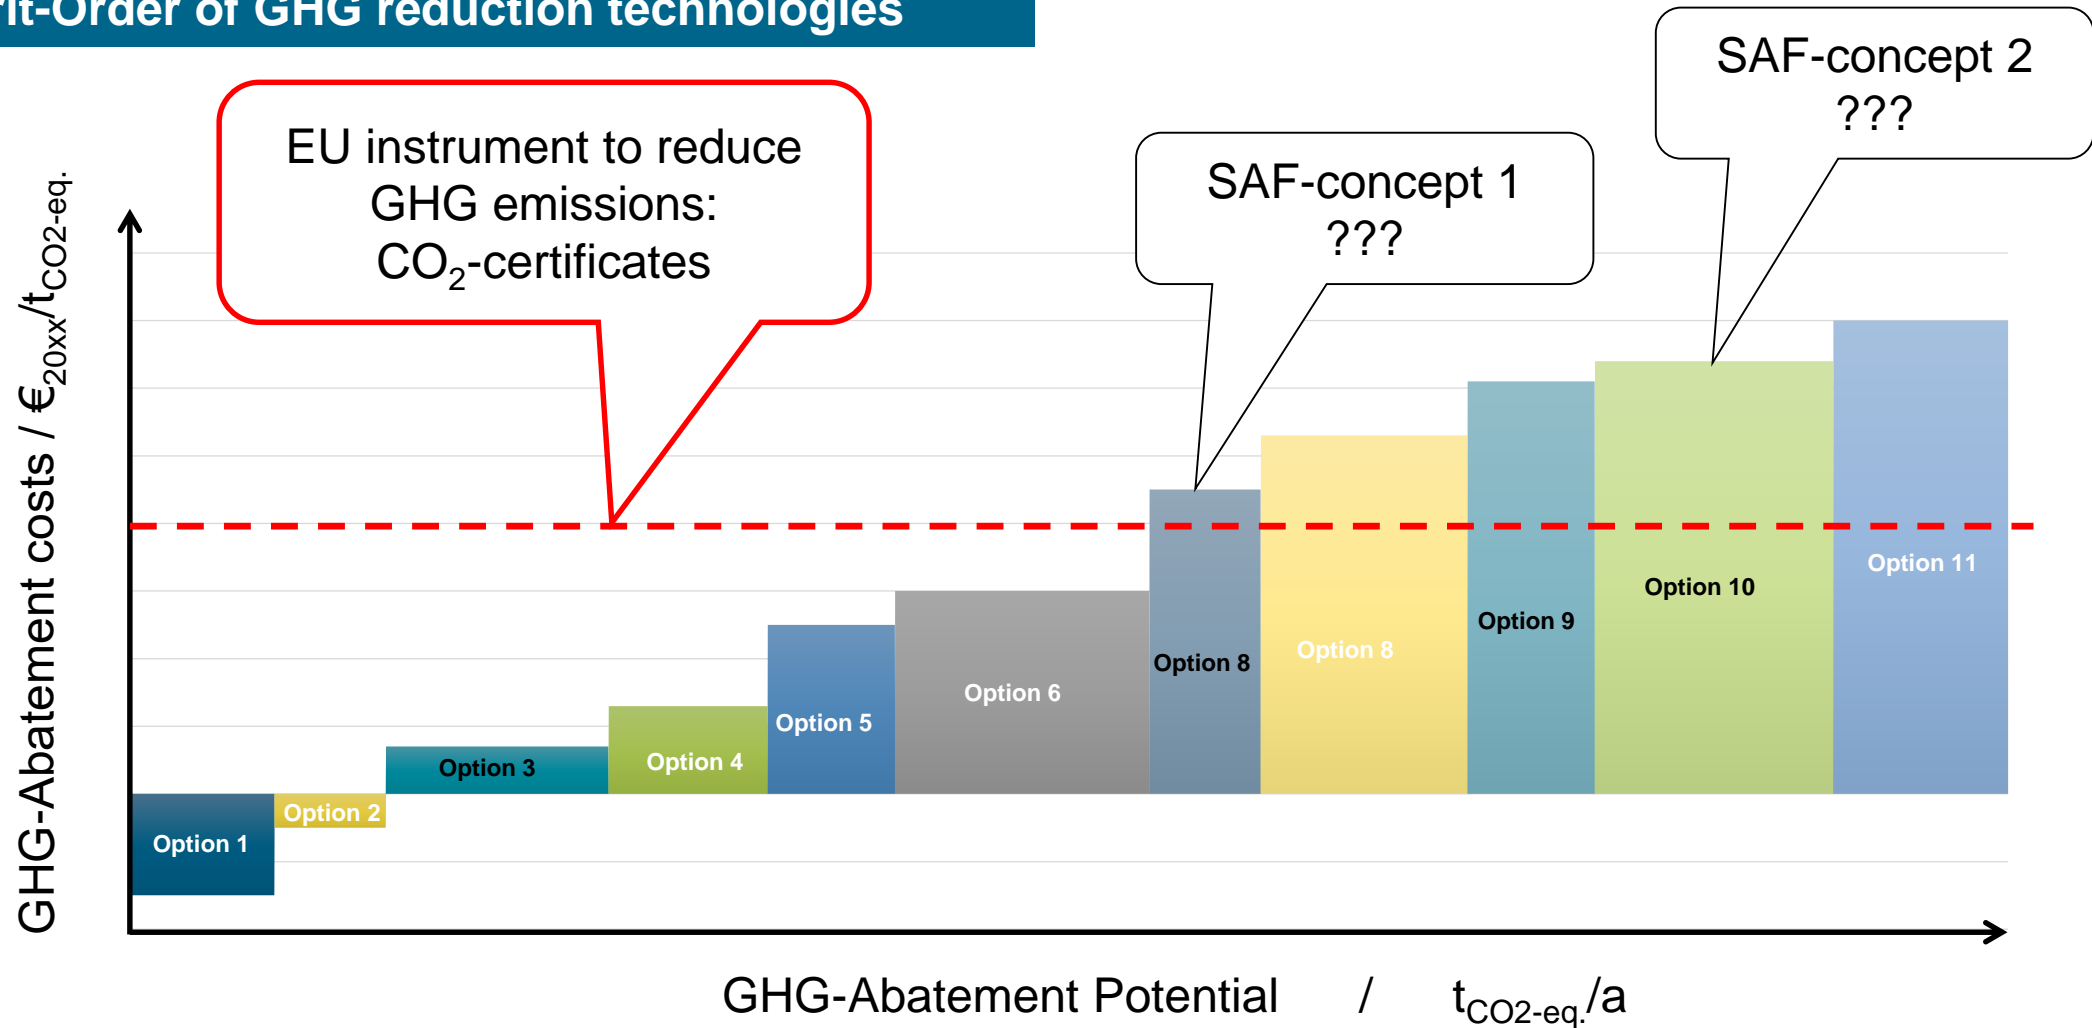 rit-Order of GHG reduction technologies
SAF-concept 2
???
EU instrument to reduce
GHG emissions:
CO₂-certificates
SAF-concept 1
???
GHG-Abatement costs / €20xx/tCO2-eq.
Option 1
Option 2
Option 3
Option 4
Option 5
Option 6
Option 8
Option 8
Option 9
Option 10
Option 11
GHG-Abatement Potential / tCO2-eq./a